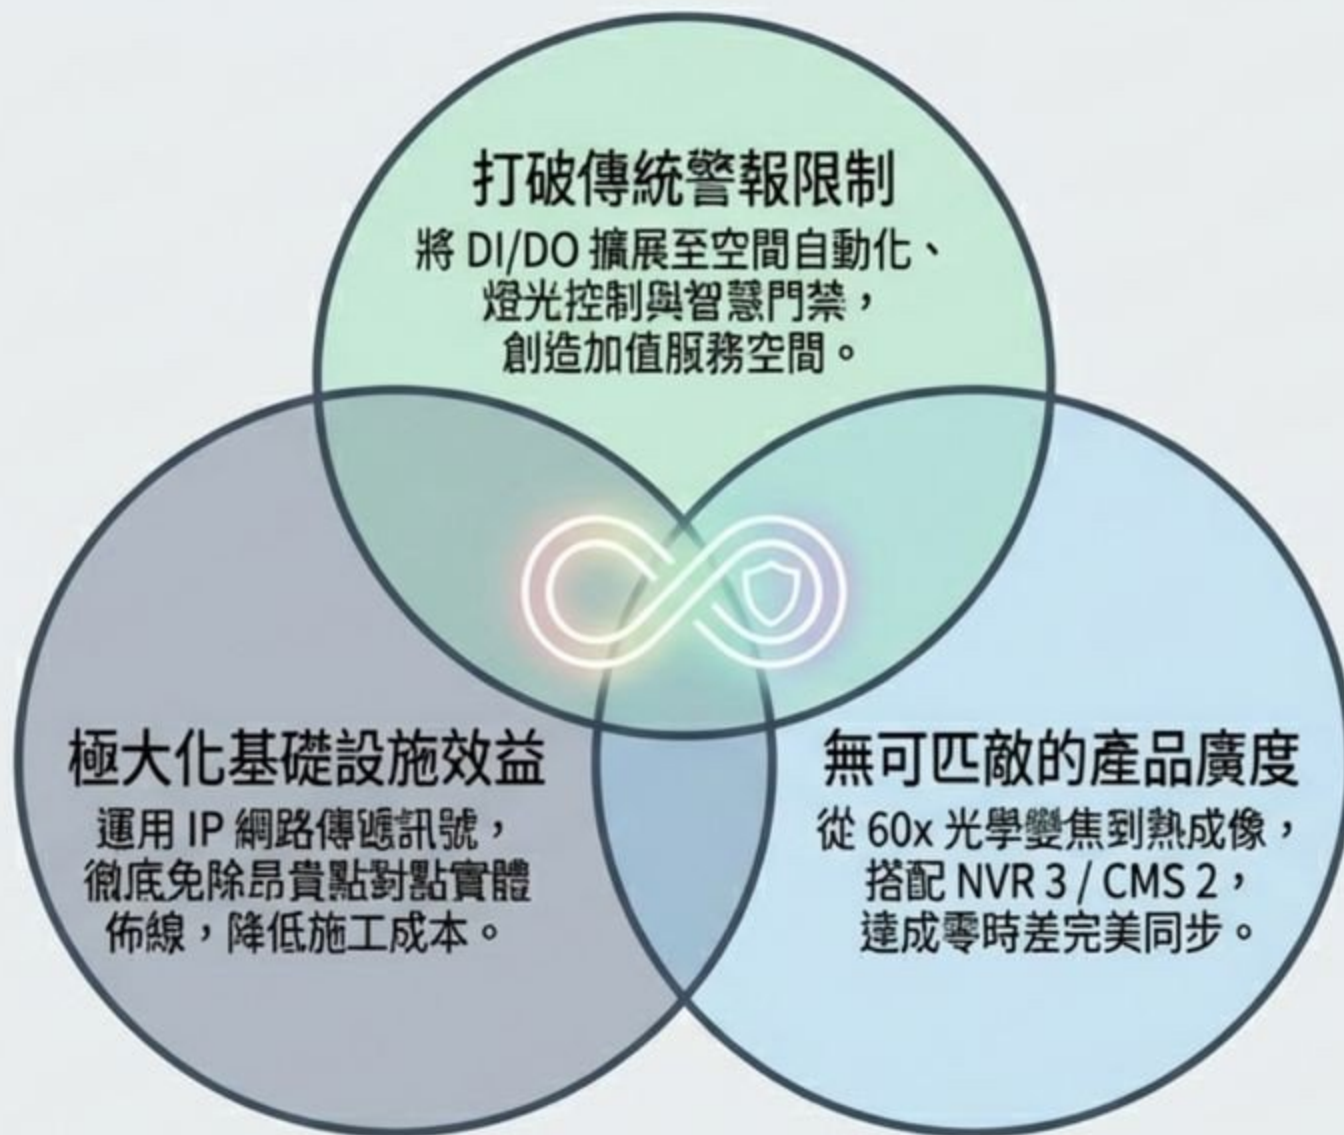 打破傳統警報限制
將 DI/DO 擴展至空間自動化、
燈光控制與智慧門禁，
創造加值服務空間。
極大化基礎設施效益
運用 IP 網路傳遞訊號，
徹底免除昂貴點對點實體
佈線，降低施工成本。
無可匹敵的產品廣度
從 60x 光學變焦到熱成像，
搭配 NVR 3 / CMS 2，
達成零時差完美同步。